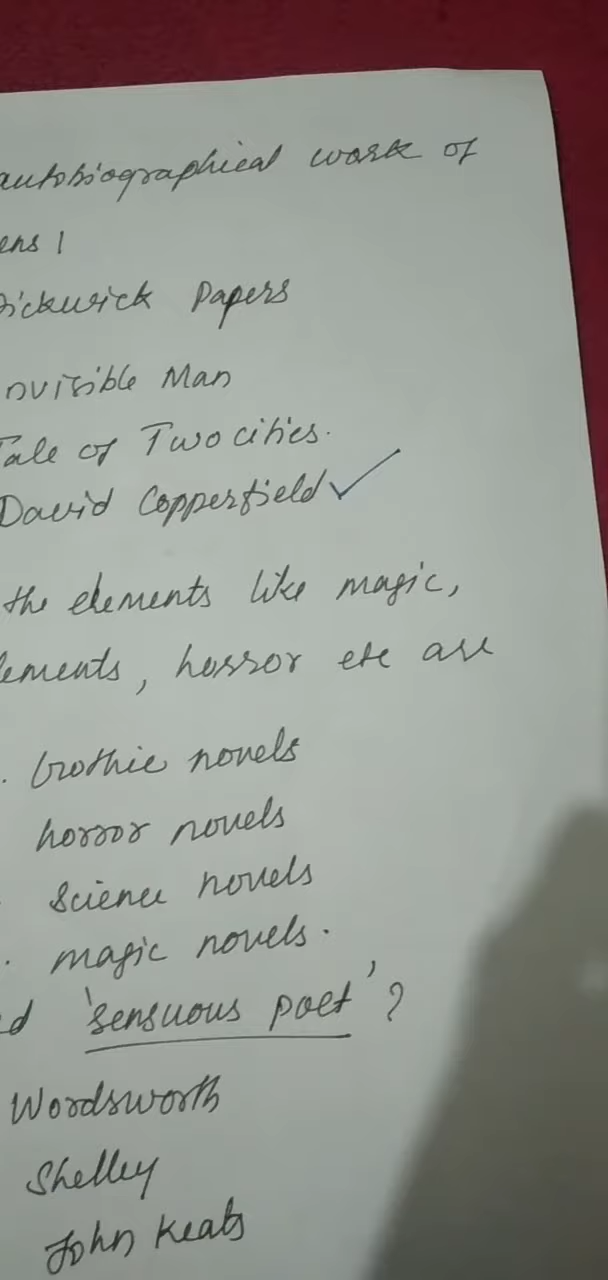 autobiographical work of
ens |
Pickwick Papers
nvisible Man
Tale of Two cities.
David Copperfield ✓
the elements like magic,
lements, horror etc are
. Gothic novels
horror novels
Science novels
. magic novels.
ed 'sensuous poet'?
Wordsworth
Shelley
John Keats